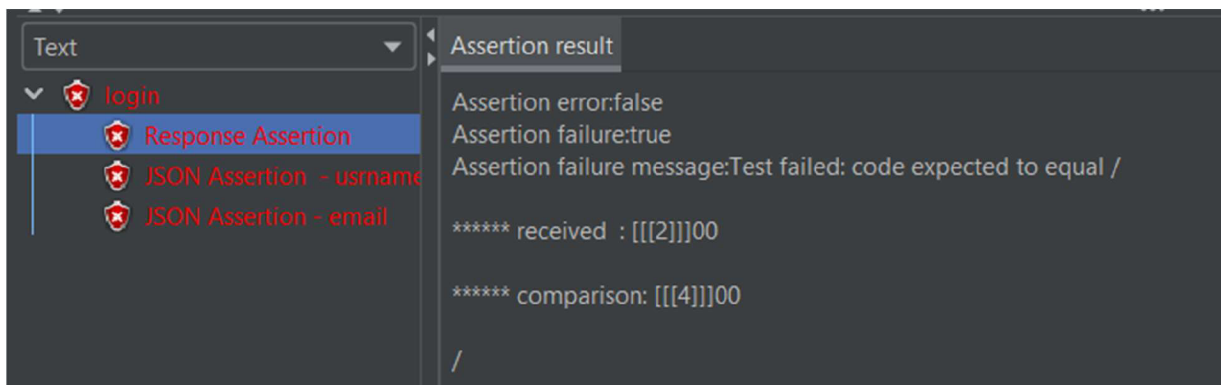 Text
Assertion result
login
Response Assertion
JSON Assertion - usrname
JSON Assertion - email
Assertion error:false
Assertion failure:true
Assertion failure message:Test failed: code expected to equal /
****** received : [[[2]]]00
****** comparison: [[[4]]]00
/